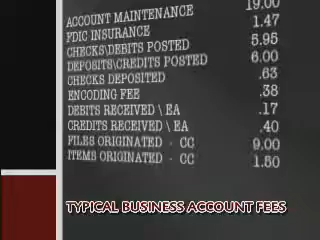 ACCOUNT MAINTENANCE 19.00
FDIC INSURANCE 1.47
CHECKS\DEBITS POSTED 5.95
DEPOSITS\CREDITS POSTED 6.00
CHECKS DEPOSITED .63
ENCODING FEE .38
DEBITS RECEIVED \ EA .17
CREDITS RECEIVED \ EA .40
FILES ORIGINATED - CC 9.00
ITEMS ORIGINATED - CC 1.50
TYPICAL BUSINESS ACCOUNT FEES